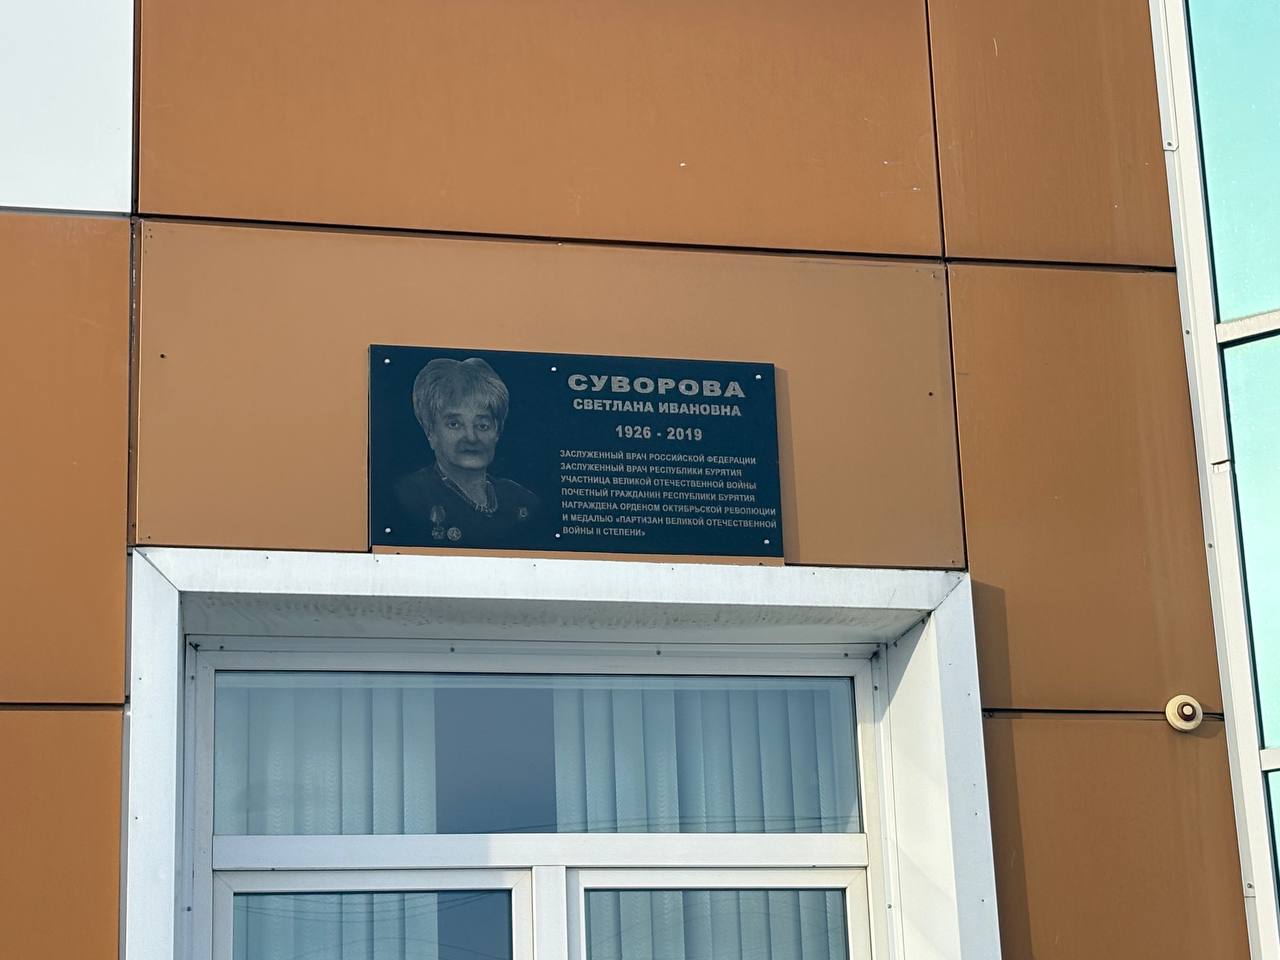 СУВОРОВА
СВЕТЛАНА ИВАНОВНА
1926 - 2019
ЗАСЛУЖЕННЫЙ ВРАЧ РОССИЙСКОЙ ФЕДЕРАЦИИ
ЗАСЛУЖЕННЫЙ ВРАЧ РЕСПУБЛИКИ БУРЯТИЯ
УЧАСТНИЦА ВЕЛИКОЙ ОТЕЧЕСТВЕННОЙ ВОЙНЫ
ПОЧЕТНЫЙ ГРАЖДАНИН РЕСПУБЛИКИ БУРЯТИЯ
НАГРАЖДЕНА ОРДЕНОМ ОКТЯБРЬСКОЙ РЕВОЛЮЦИИ
И МЕДАЛЬЮ «ПАРТИЗАН ВЕЛИКОЙ ОТЕЧЕСТВЕННОЙ
ВОЙНЫ II СТЕПЕНИ»